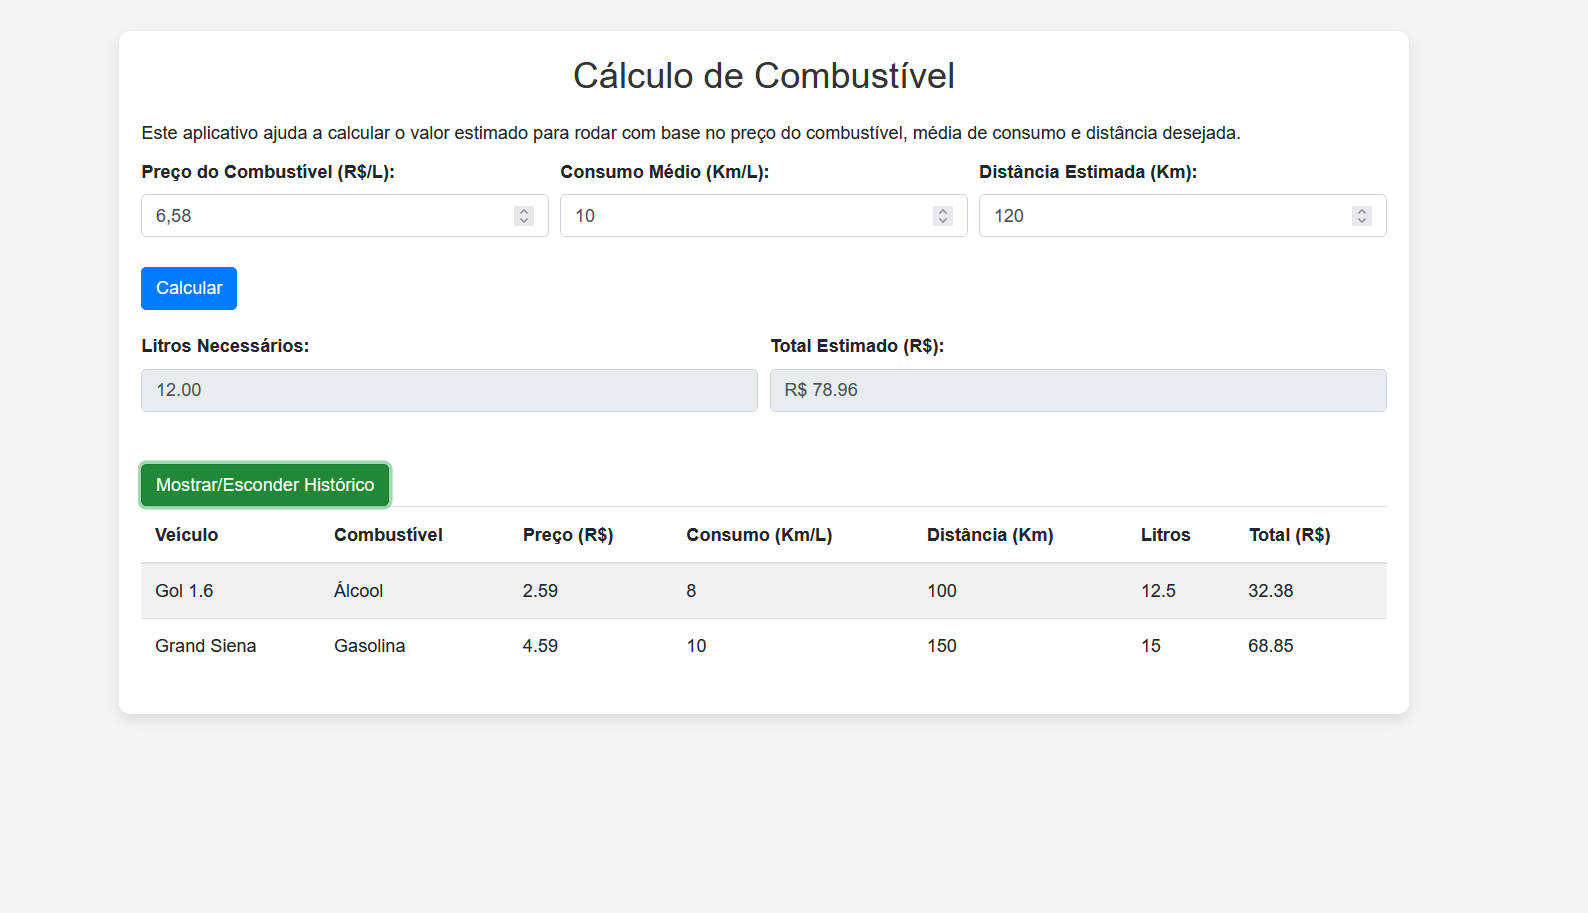 Cálculo de Combustível
Este aplicativo ajuda a calcular o valor estimado para rodar com base no preço do combustível, média de consumo e distância desejada.
Preço do Combustível (R$/L): Consumo Médio (Km/L): Distância Estimada (Km):
6,58 10 120
Calcular
Litros Necessários: Total Estimado (R$):
12.00 R$ 78.96
Mostrar/Esconder Histórico
Veículo Combustível Preço (R$) Consumo (Km/L) Distância (Km) Litros Total (R$)
Gol 1.6 Álcool 2.59 8 100 12.5 32.38
Grand Siena Gasolina 4.59 10 150 15 68.85